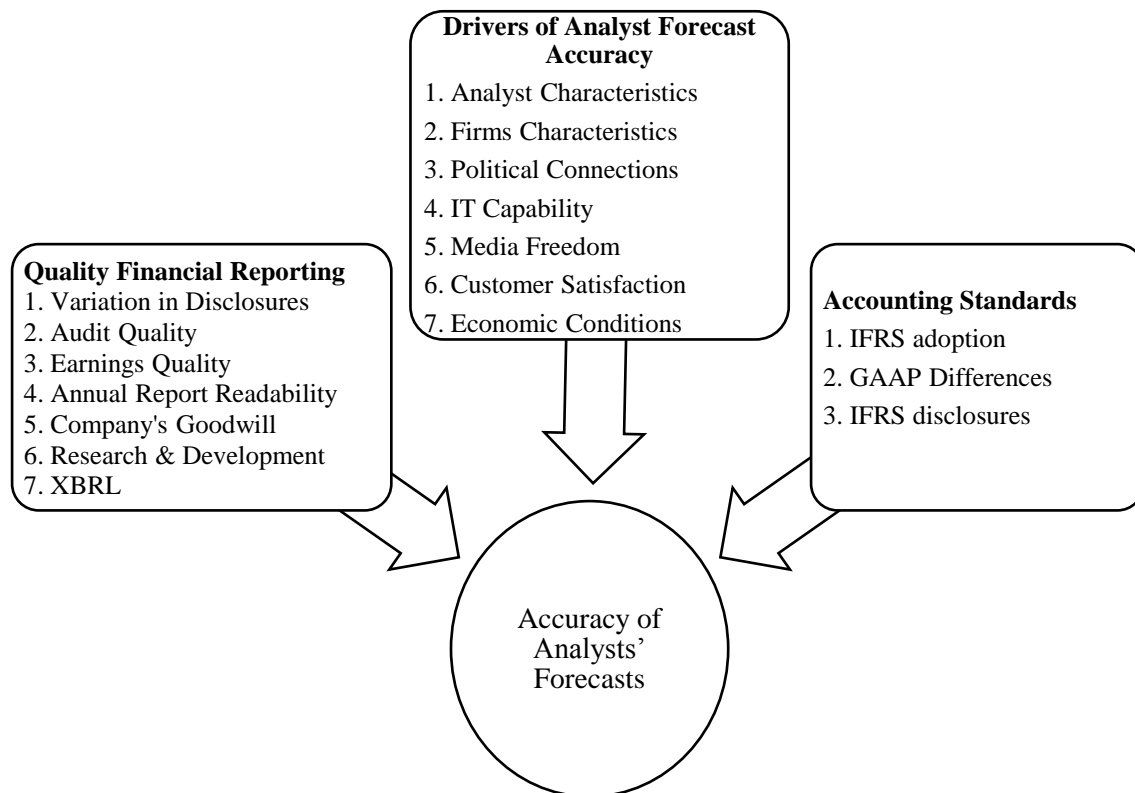 Drivers of Analyst Forecast
Accuracy
1. Analyst Characteristics
2. Firms Characteristics
3. Political Connections
4. IT Capability
5. Media Freedom
6. Customer Satisfaction
7. Economic Conditions
Quality Financial Reporting
1. Variation in Disclosures
2. Audit Quality
3. Earnings Quality
4. Annual Report Readability
5. Company's Goodwill
6. Research & Development
7. XBRL
Accounting Standards
1. IFRS adoption
2. GAAP Differences
3. IFRS disclosures
Accuracy of
Analysts’
Forecasts